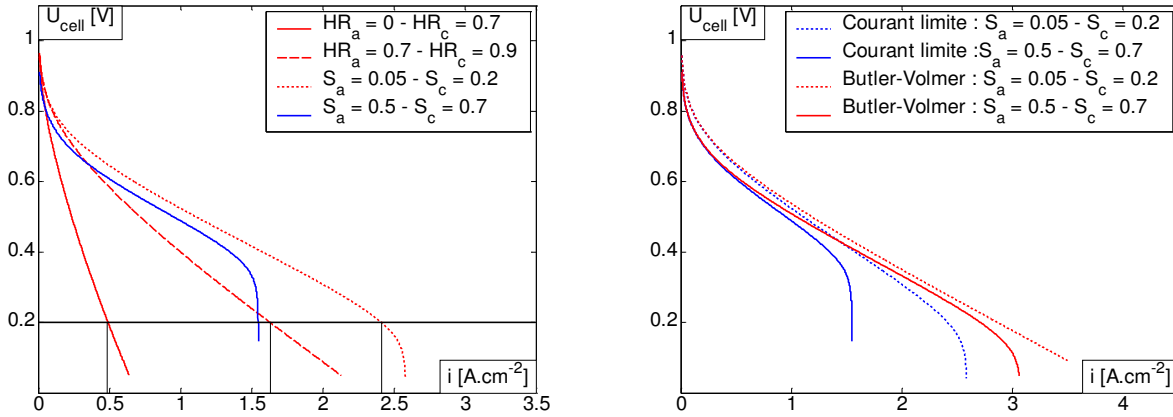 U_cell [V]
HR_a = 0 - HR_c = 0.7
HR_a = 0.7 - HR_c = 0.9
S_a = 0.05 - S_c = 0.2
S_a = 0.5 - S_c = 0.7
1
0.8
0.6
0.4
0.2
i [A.cm^-2]
0 0.5 1 1.5 2 2.5 3 3.5
U_cell [V]
Courant limite : S_a = 0.05 - S_c = 0.2
Courant limite :S_a = 0.5 - S_c = 0.7
Butler-Volmer : S_a = 0.05 - S_c = 0.2
Butler-Volmer : S_a = 0.5 - S_c = 0.7
1
0.8
0.6
0.4
0.2
i [A.cm^-2]
0 1 2 3 4